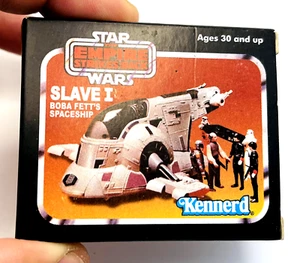 STAR
Ages 30 and up
THE
EMPIRE
STRIKES BACK
WARS
SLAVE I
BOBA FETT'S
SPACESHIP
Kennerd